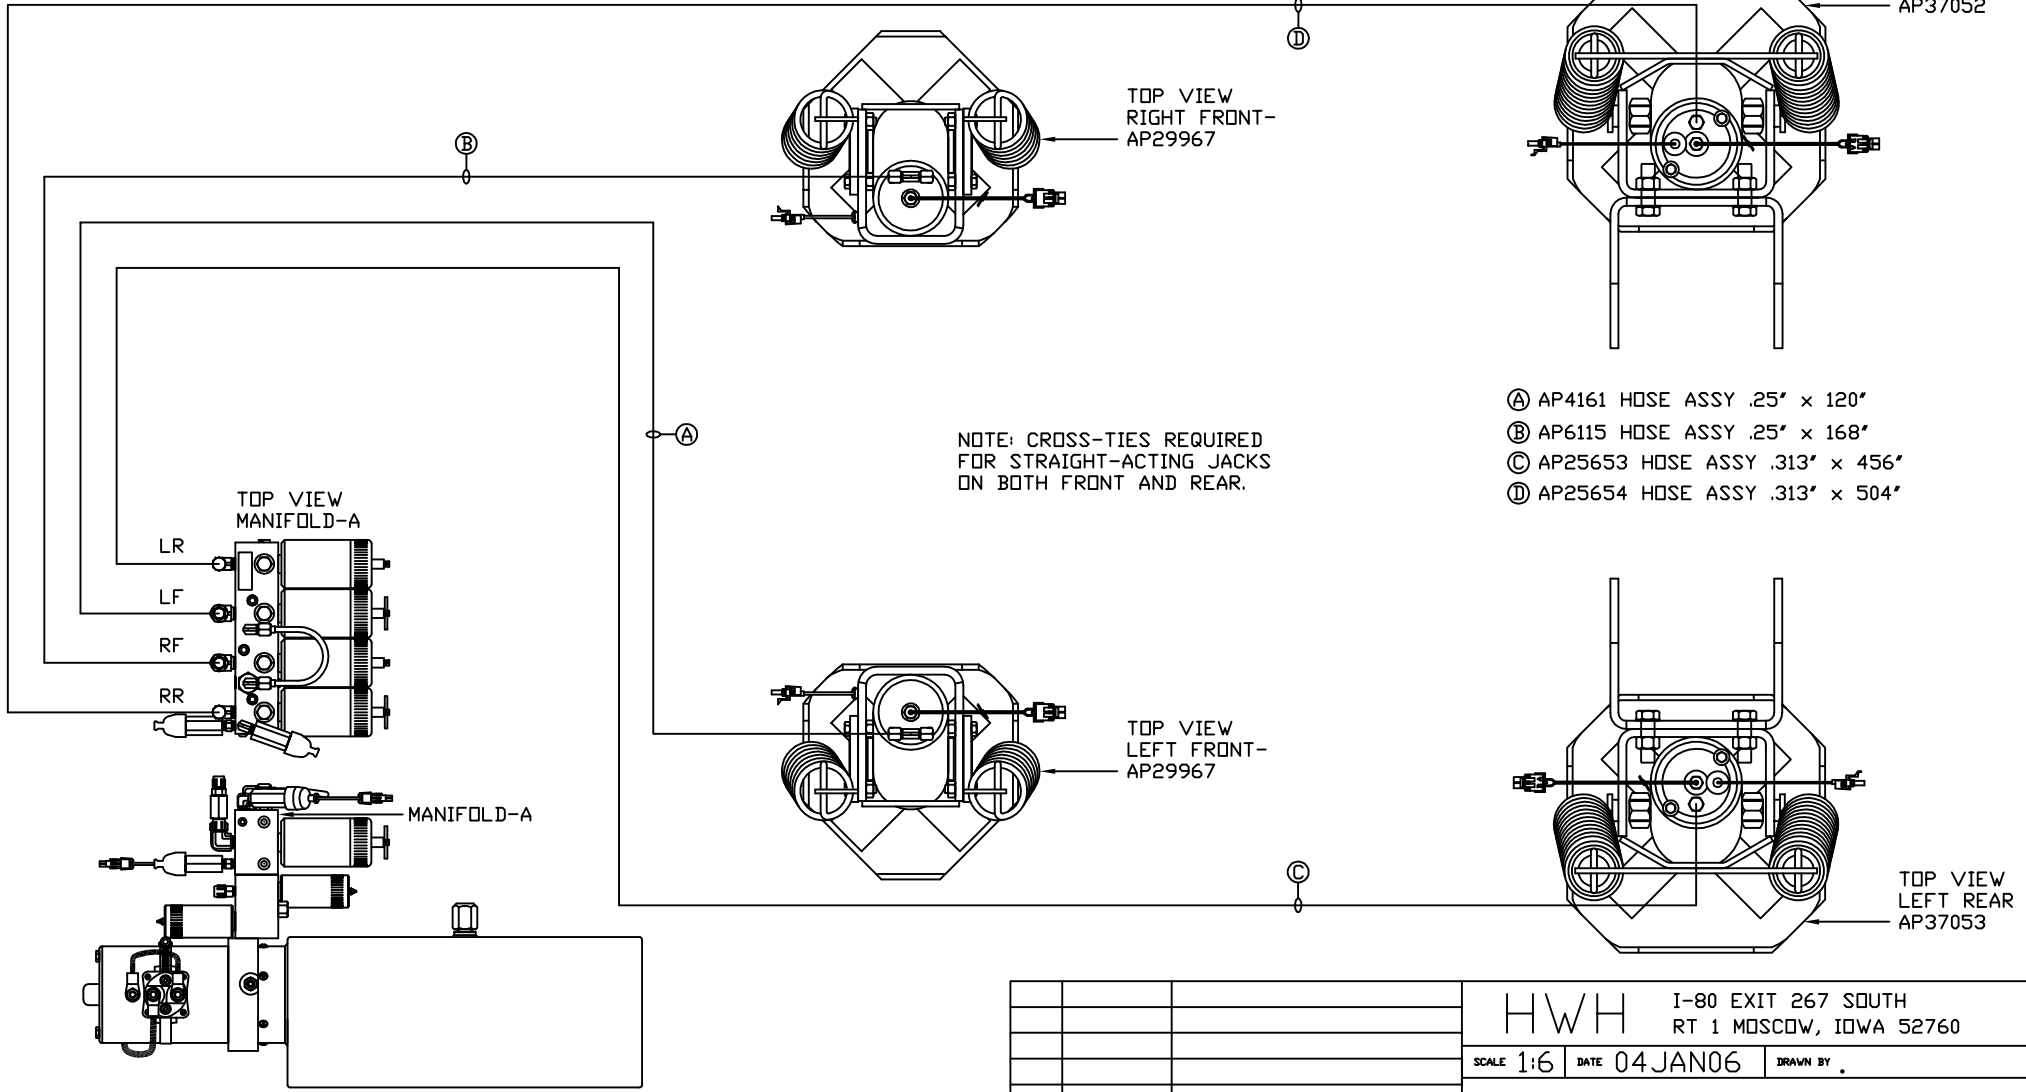 AP37052
D
TOP VIEW
RIGHT FRONT-
AP29967
B
A
A AP4161 HOSE ASSY .25" x 120"
B AP6115 HOSE ASSY .25" x 168"
C AP25653 HOSE ASSY .313" x 456"
D AP25654 HOSE ASSY .313" x 504"
NOTE: CROSS-TIES REQUIRED
FOR STRAIGHT-ACTING JACKS
ON BOTH FRONT AND REAR.
TOP VIEW
MANIFOLD-A
LR
LF
RF
RR
TOP VIEW
LEFT FRONT-
AP29967
MANIFOLD-A
C
TOP VIEW
LEFT REAR
AP37053
HWH
I-80 EXIT 267 SOUTH
RT 1 MOSCOW, IOWA 52760
SCALE 1:6 DATE 04JAN06 DRAWN BY .